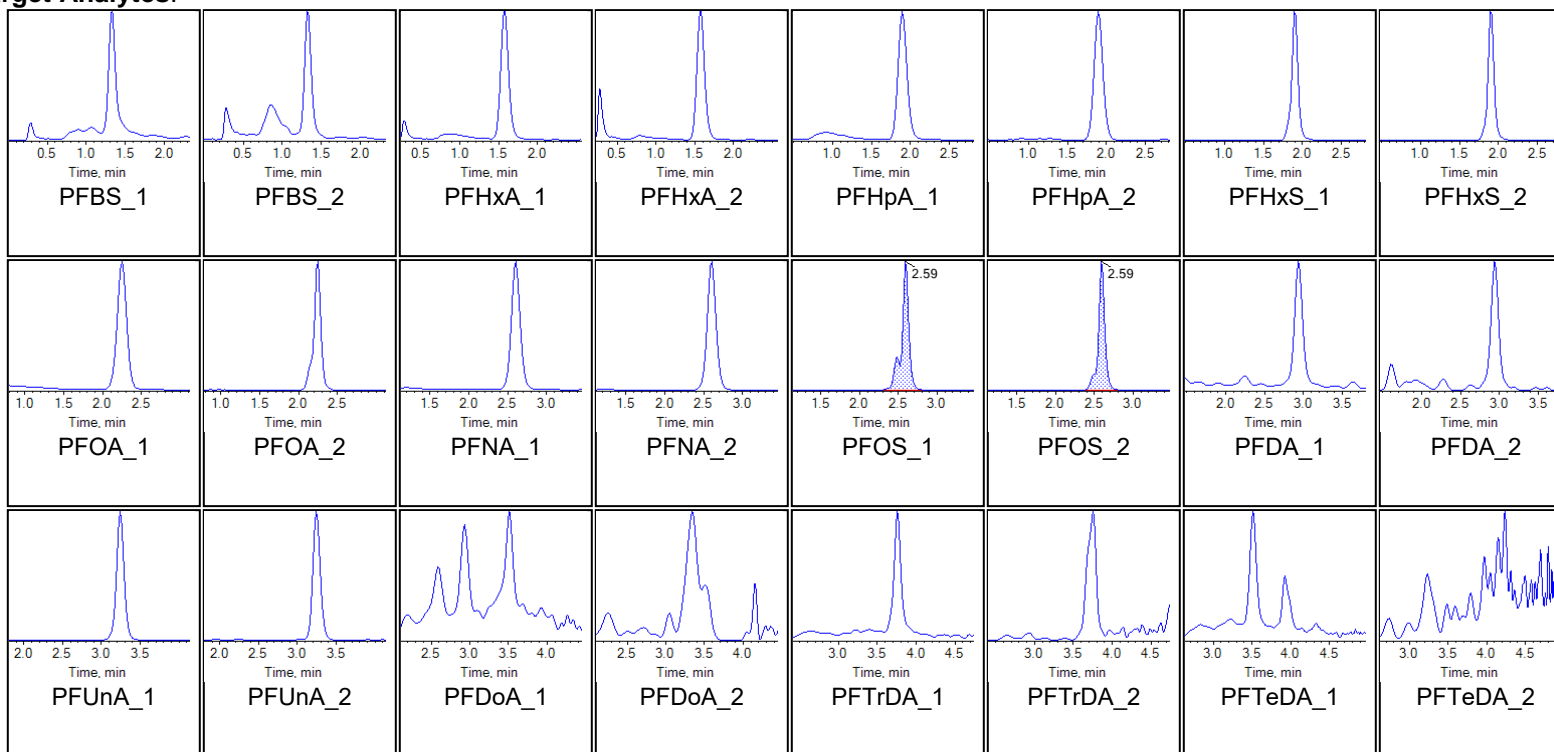 rget Analytes:
0.5 1.0 1.5 2.0 0.5 1.0 1.5 2.0 0.5 1.0 1.5 2.0 0.5 1.0 1.5 2.0 1.0 1.5 2.0 2.5 1.0 1.5 2.0 2.5 1.0 1.5 2.0 2.5 1.0 1.5 2.0 2.5
Time, min Time, min Time, min Time, min Time, min Time, min Time, min Time, min
PFBS_1 PFBS_2 PFHxA_1 PFHxA_2 PFHpA_1 PFHpA_2 PFHxS_1 PFHxS_2
2.59 2.59
1.0 1.5 2.0 2.5 1.0 1.5 2.0 2.5 1.5 2.0 2.5 3.0 1.5 2.0 2.5 3.0 1.5 2.0 2.5 3.0 1.5 2.0 2.5 3.0 2.0 2.5 3.0 3.5 2.0 2.5 3.0 3.5
Time, min Time, min Time, min Time, min Time, min Time, min Time, min Time, min
PFOA_1 PFOA_2 PFNA_1 PFNA_2 PFOS_1 PFOS_2 PFDA_1 PFDA_2
2.0 2.5 3.0 3.5 2.0 2.5 3.0 3.5 2.5 3.0 3.5 4.0 2.5 3.0 3.5 4.0 3.0 3.5 4.0 4.5 3.0 3.5 4.0 4.5 3.0 3.5 4.0 4.5 3.0 3.5 4.0 4.5
Time, min Time, min Time, min Time, min Time, min Time, min Time, min Time, min
PFUnA_1 PFUnA_2 PFDoA_1 PFDoA_2 PFTrDA_1 PFTrDA_2 PFTeDA_1 PFTeDA_2